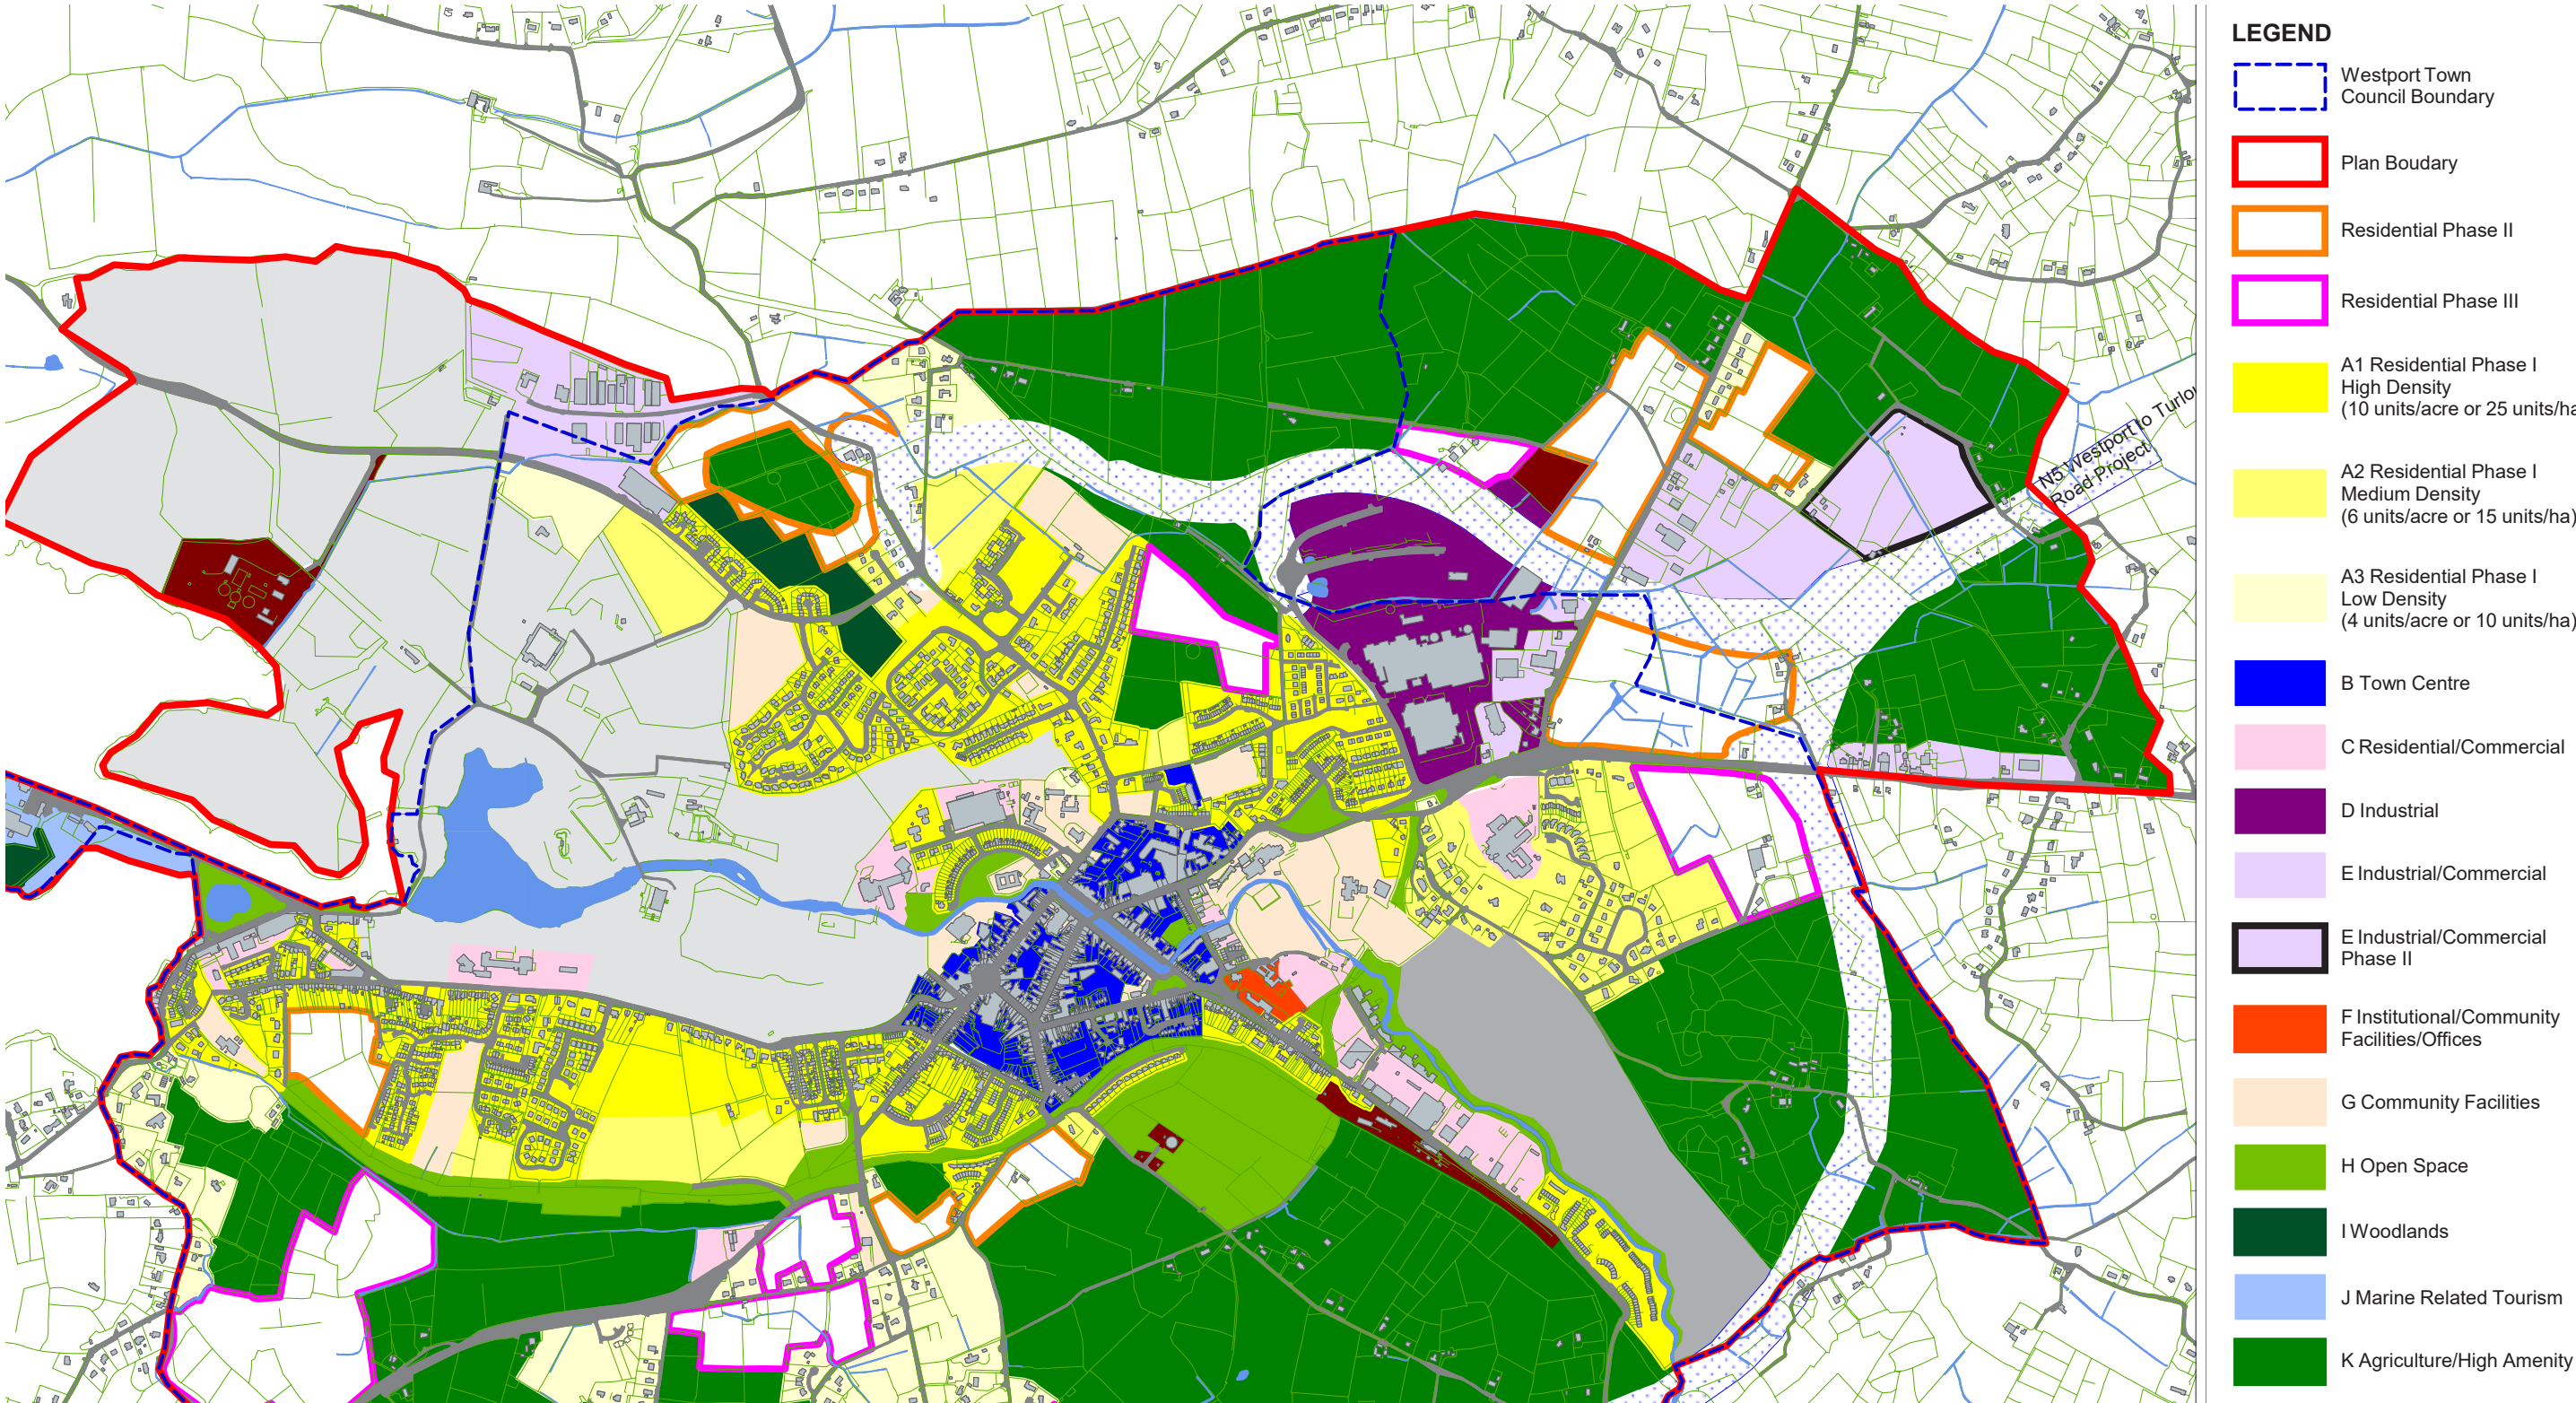 N5 Westport to Turlo
Road Project
LEGEND
Westport Town
Council Boundary
Plan Boudary
Residential Phase II
Residential Phase III
A1 Residential Phase I
High Density
(10 units/acre or 25 units/ha
A2 Residential Phase I
Medium Density
(6 units/acre or 15 units/ha)
A3 Residential Phase I
Low Density
(4 units/acre or 10 units/ha)
B Town Centre
C Residential/Commercial
D Industrial
E Industrial/Commercial
E Industrial/Commercial
Phase II
F Institutional/Community
Facilities/Offices
G Community Facilities
H Open Space
I Woodlands
J Marine Related Tourism
K Agriculture/High Amenity